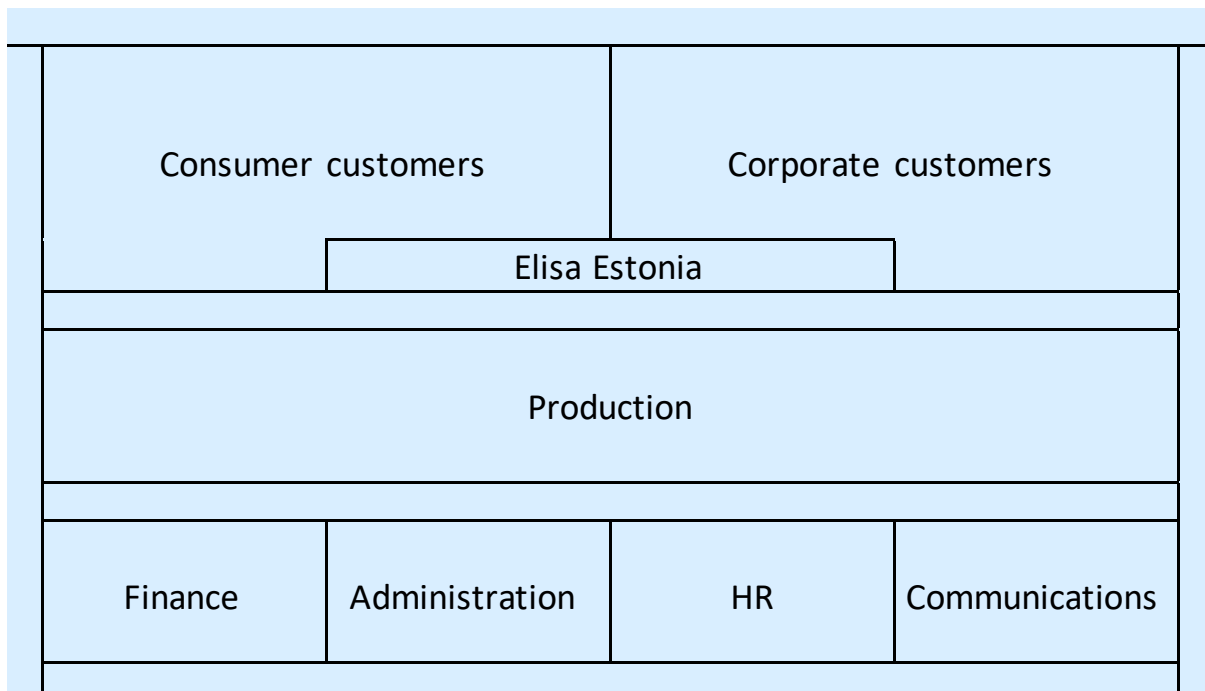 Consumer customers
Corporate customers
Elisa Estonia
Production
Finance
Administration
HR
Communications